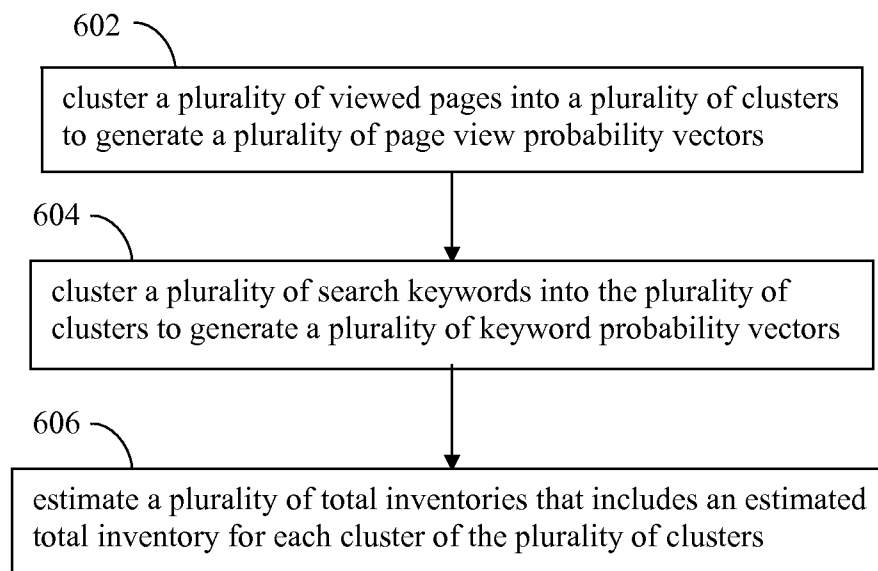 602
cluster a plurality of viewed pages into a plurality of clusters
to generate a plurality of page view probability vectors
604
cluster a plurality of search keywords into the plurality of
clusters to generate a plurality of keyword probability vectors
606
estimate a plurality of total inventories that includes an estimated
total inventory for each cluster of the plurality of clusters